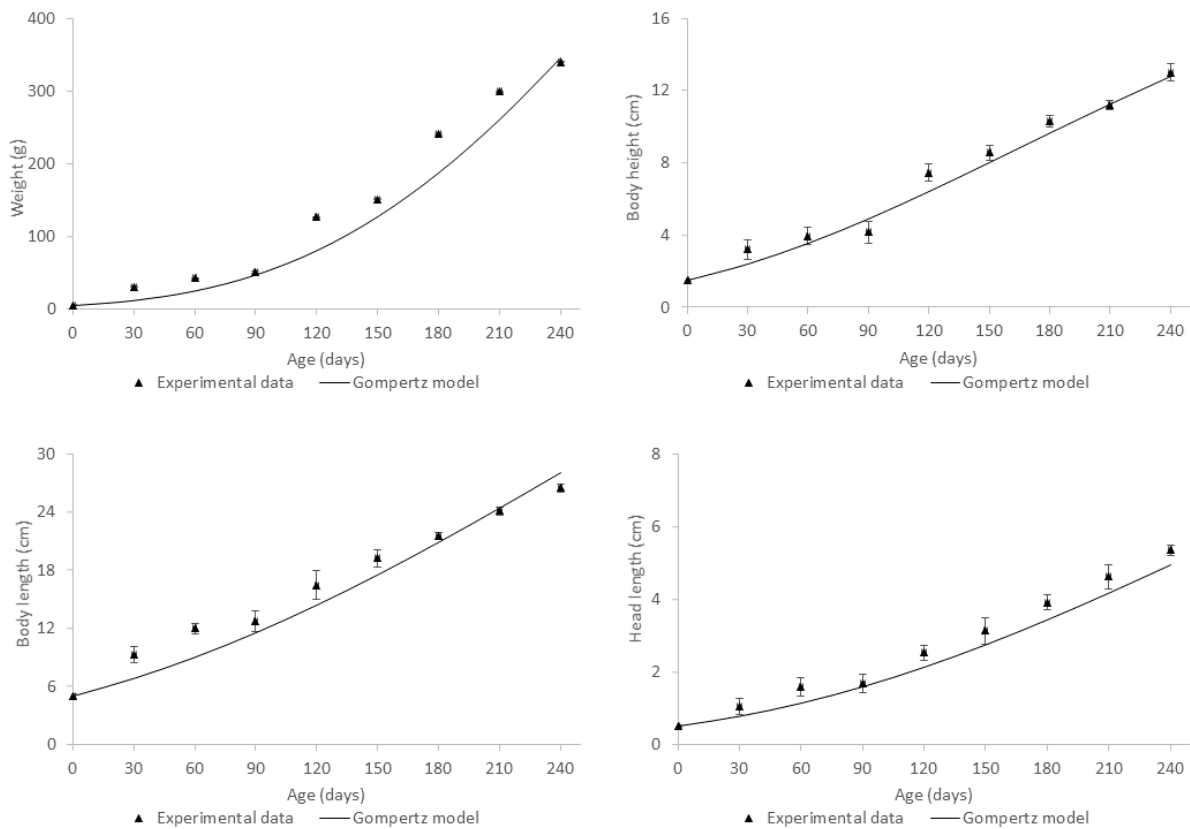 400
300
200
100
0
Weight (g)
0 30 60 90 120 150 180 210 240
Age (days)
▲ Experimental data — Gompertz model
16
12
8
4
0
Body height (cm)
0 30 60 90 120 150 180 210 240
Age (days)
▲ Experimental data — Gompertz model
30
24
18
12
6
0
Body length (cm)
0 30 60 90 120 150 180 210 240
Age (days)
▲ Experimental data — Gompertz model
8
6
4
2
0
Head length (cm)
0 30 60 90 120 150 180 210 240
Age (days)
▲ Experimental data — Gompertz model